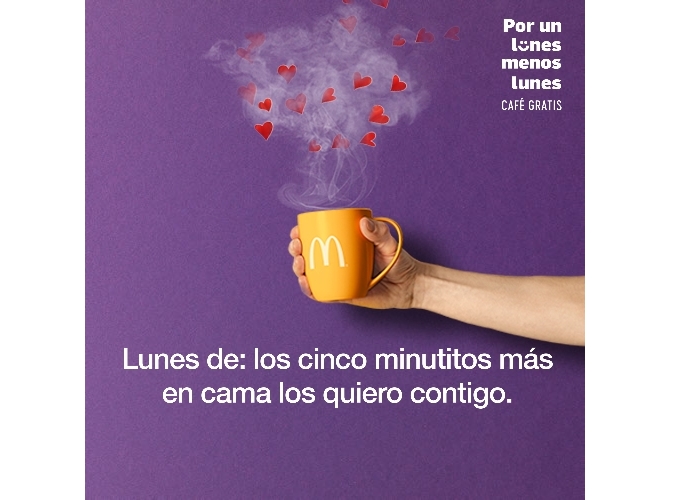 Por un
lunes
menos
lunes
CAFÉ GRATIS
M
Lunes de: los cinco minutitos más
en cama los quiero contigo.